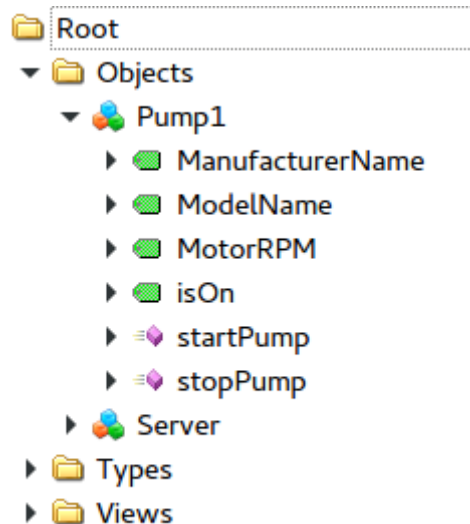 Root
Objects
Pump1
ManufacturerName
ModelName
MotorRPM
isOn
startPump
stopPump
Server
Types
Views